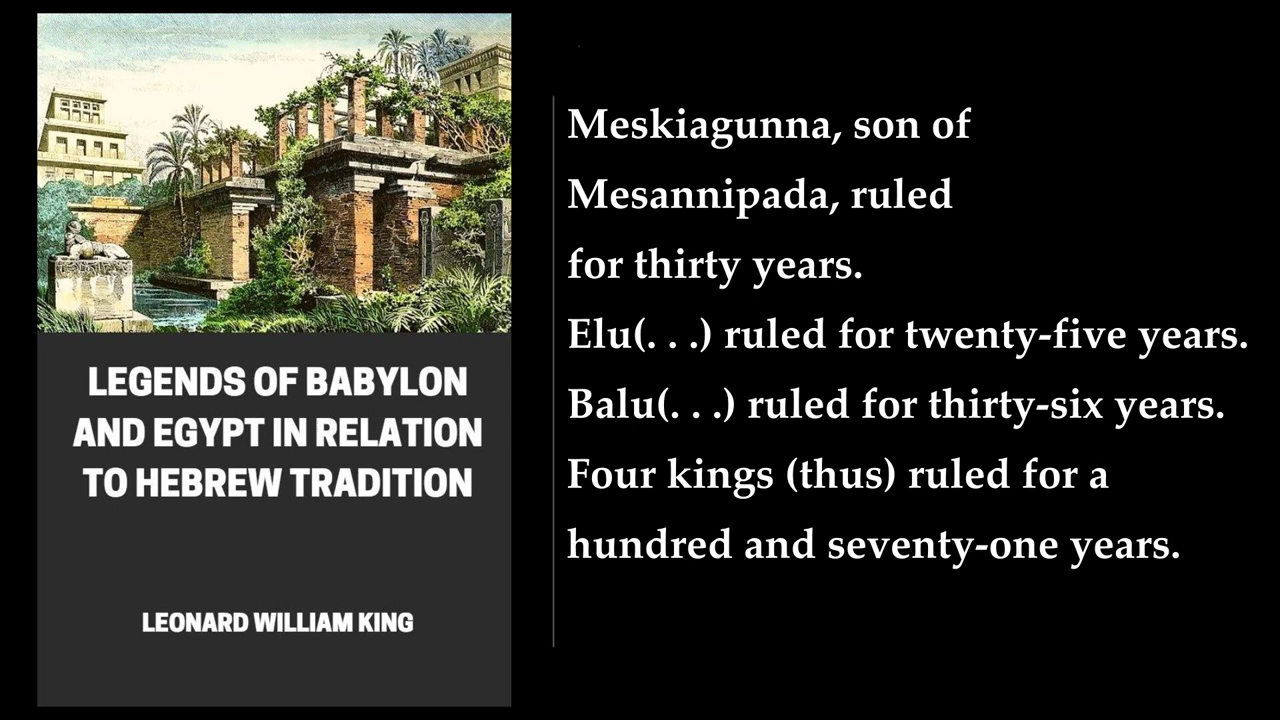 LEGENDS OF BABYLON
AND EGYPT IN RELATION
TO HEBREW TRADITION
LEONARD WILLIAM KING
Meskiagunna, son of
Mesannipada, ruled
for thirty years.
Elu(. . .) ruled for twenty-five years.
Balu(. . .) ruled for thirty-six years.
Four kings (thus) ruled for a
hundred and seventy-one years.